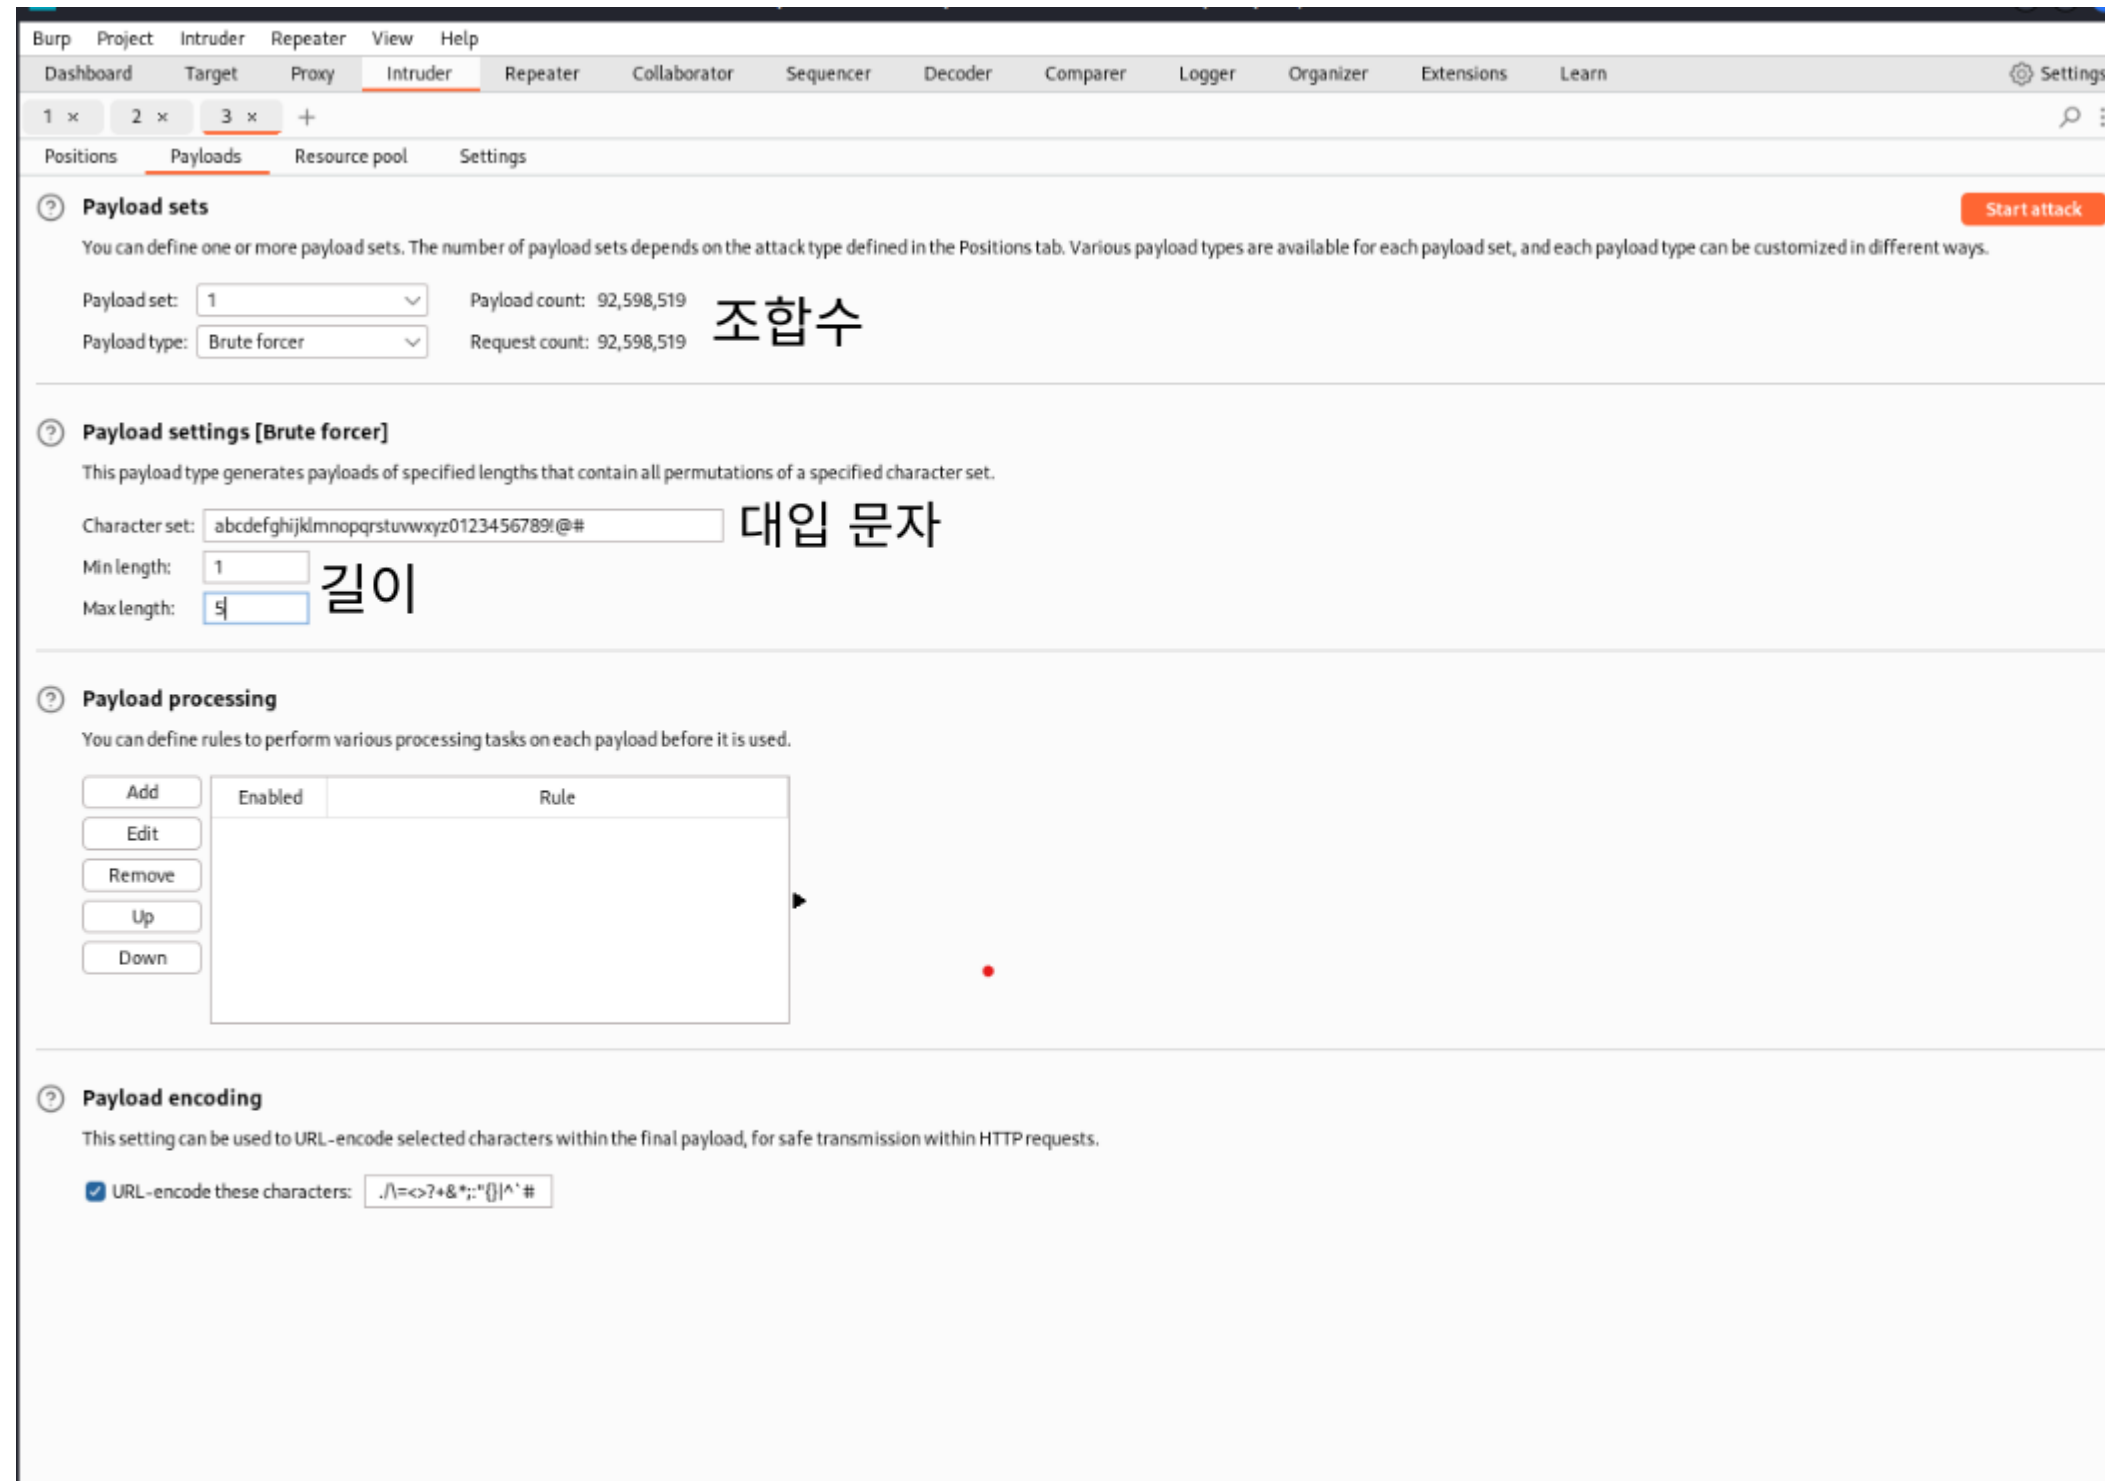 Burp Project Intruder Repeater View Help
Dashboard Target Proxy Intruder Repeater Collaborator Sequencer Decoder Comparer Logger Organizer Extensions Learn Settings
1 × 2 × 3 × +
Positions Payloads Resource pool Settings
Payload sets
Start attack
You can define one or more payload sets. The number of payload sets depends on the attack type defined in the Positions tab. Various payload types are available for each payload set, and each payload type can be customized in different ways.
Payload set: 1 Payload count: 92,598,519
조합수
Payload type: Brute forcer Request count: 92,598,519
Payload settings [Brute forcer]
This payload type generates payloads of specified lengths that contain all permutations of a specified character set.
Character set: abcdefghijklmnopqrstuvwxyz0123456789!@# 대입 문자
Min length: 1
길이
Max length: 5
Payload processing
You can define rules to perform various processing tasks on each payload before it is used.
Add
Enabled Rule
Edit
Remove
Up
Down
Payload encoding
This setting can be used to URL-encode selected characters within the final payload, for safe transmission within HTTP requests.
URL-encode these characters: ./\=<>?+&*;:"{}|^`#